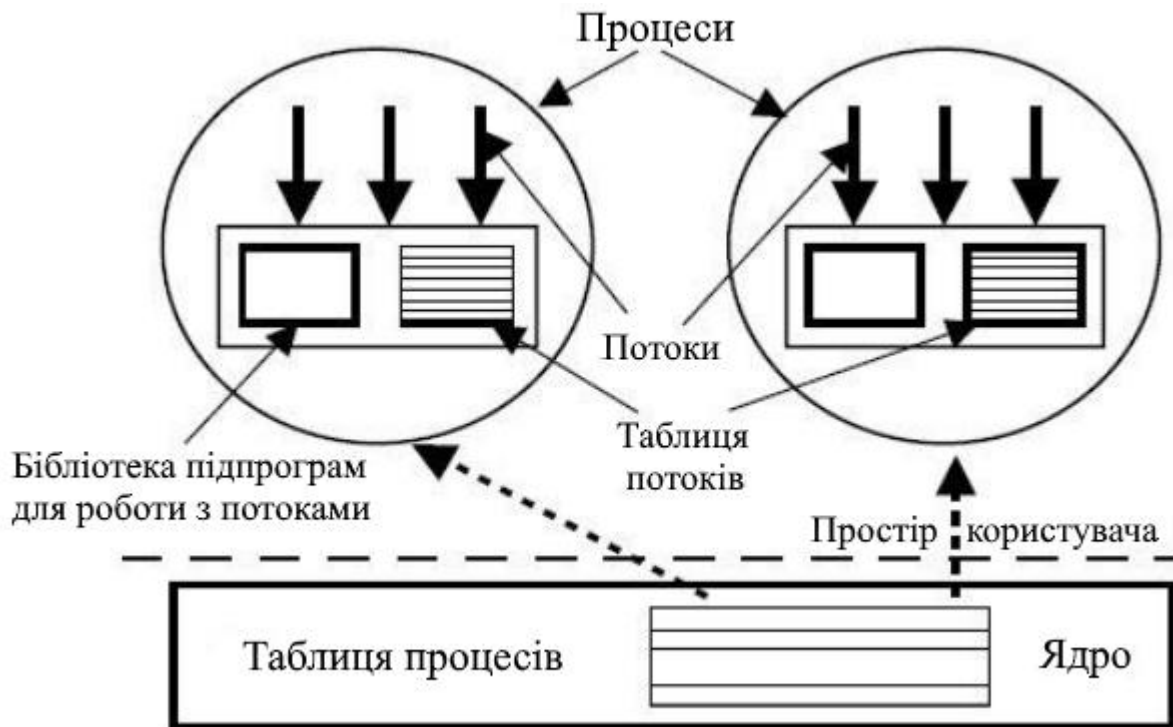 Процеси
Потоки
Таблиця
потоків
Бібліотека підпрограм
для роботи з потоками
Простір користувача
Таблиця процесів
Ядро